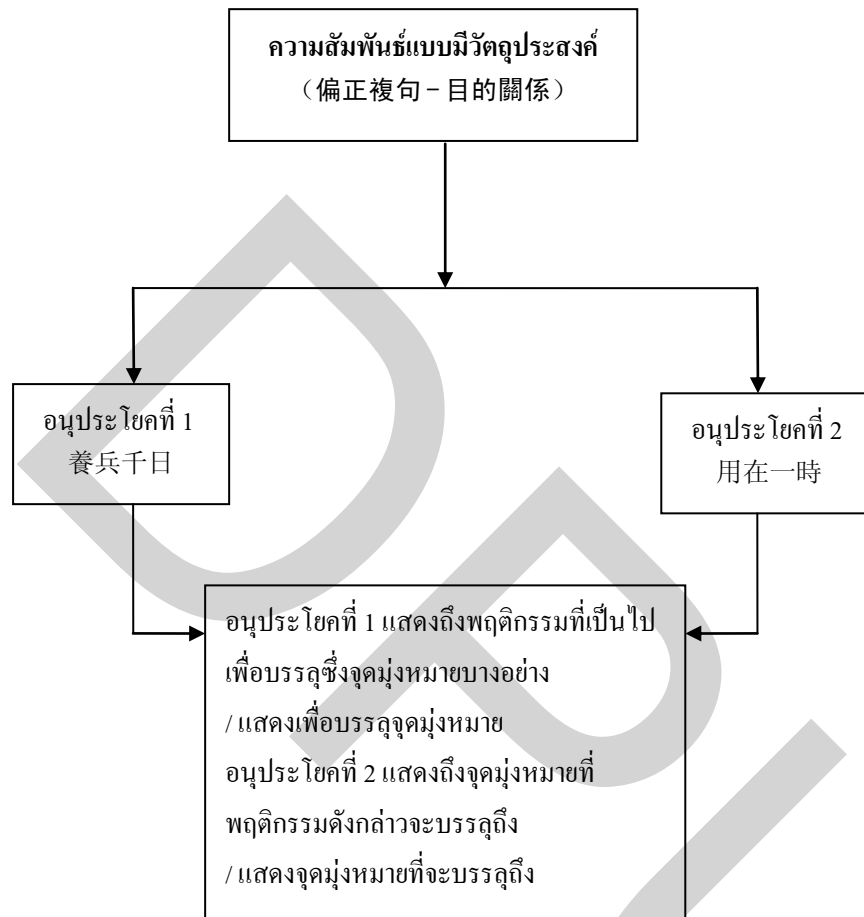 ความสัมพันธ์แบบมีวัตถุประสงค์
（偏正複句－目的關係）
อนุประโยคที่ 1
養兵千日
อนุประโยคที่ 2
用在一時
อนุประโยคที่ 1 แสดงถึงพฤติกรรมที่เป็นไป
เพื่อบรรลุซึ่งจุดมุ่งหมายบางอย่าง
/ แสดงเพื่อบรรลุจุดมุ่งหมาย
อนุประโยคที่ 2 แสดงถึงจุดมุ่งหมายที่
พฤติกรรมดังกล่าวจะบรรลุถึง
/ แสดงจุดมุ่งหมายที่จะบรรลุถึง